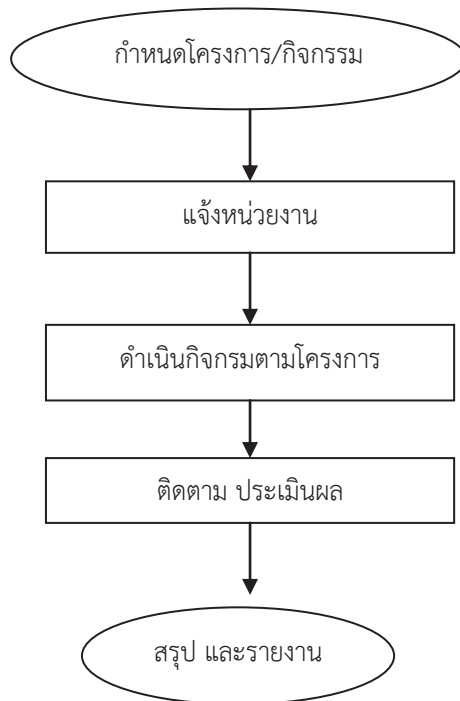 กำหนดโครงการ/กิจกรรม
แจ้งหน่วยงาน
ดำเนินกิจกรมตามโครงการ
ติดตาม ประเมินผล
สรุป และรายงาน